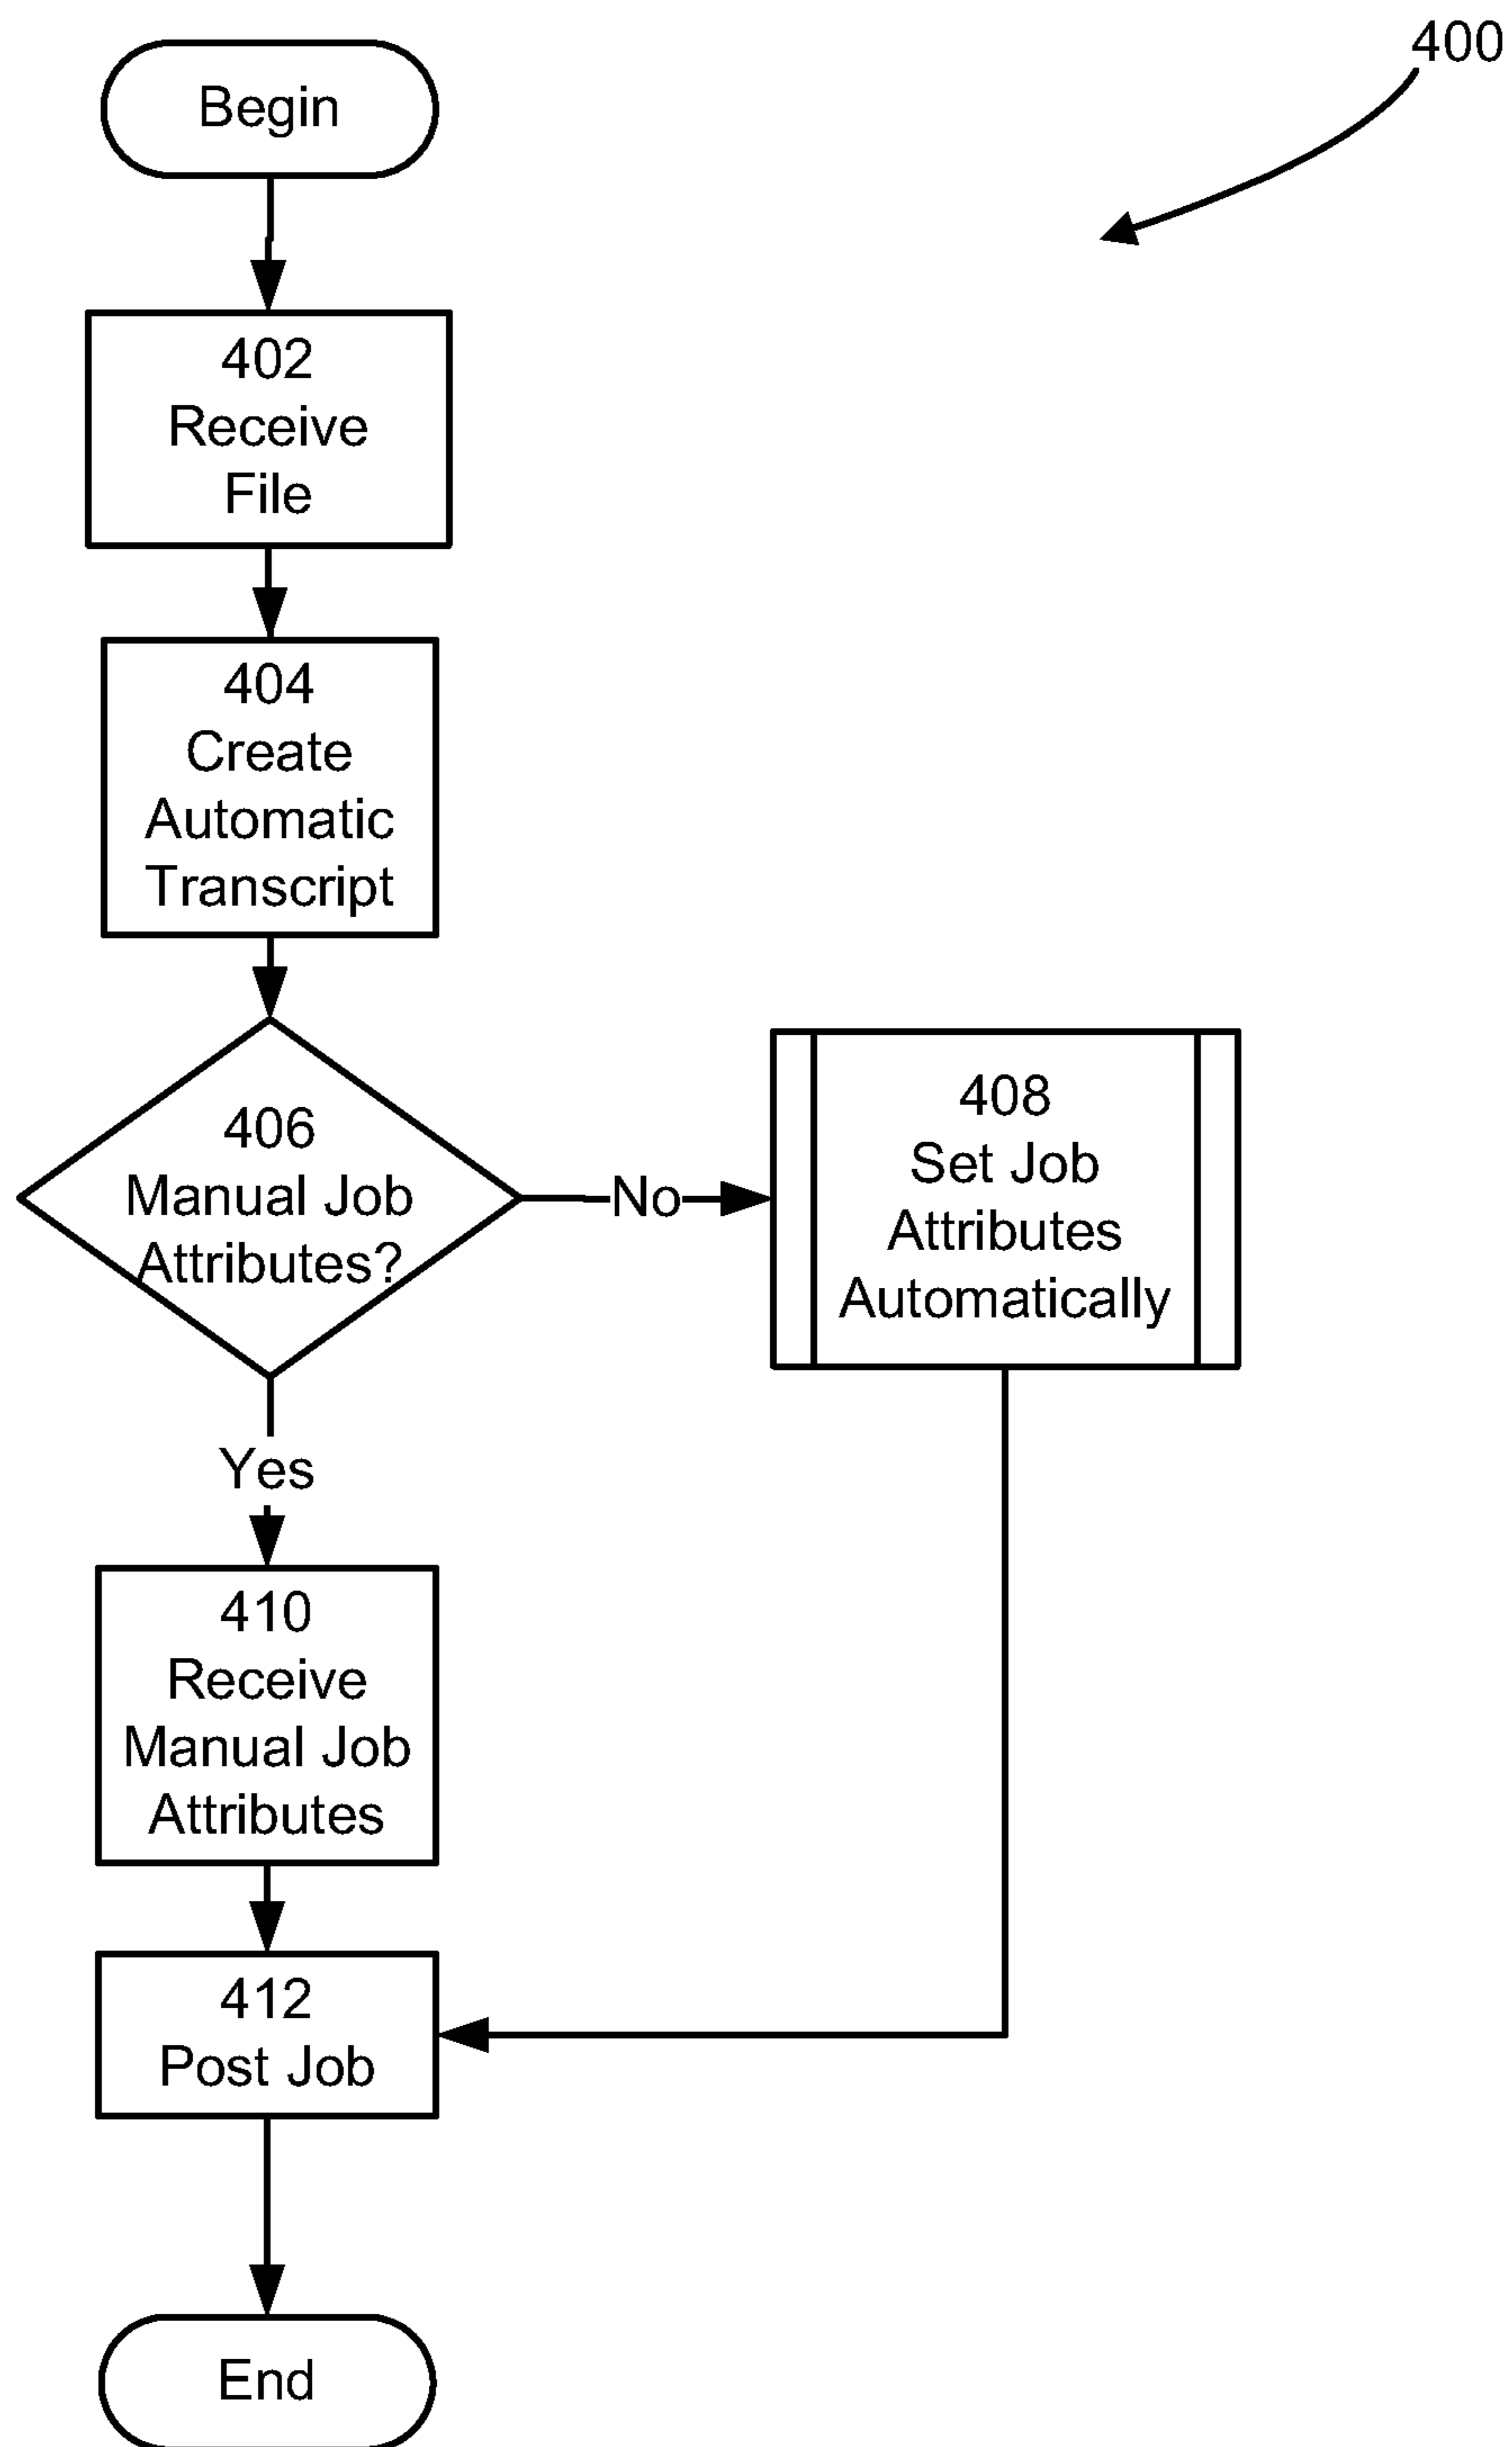 400
Begin
402
Receive
File
404
Create
Automatic
Transcript
406
Manual Job
Attributes?
No
408
Set Job
Attributes
Automatically
Yes
410
Receive
Manual Job
Attributes
412
Post Job
End